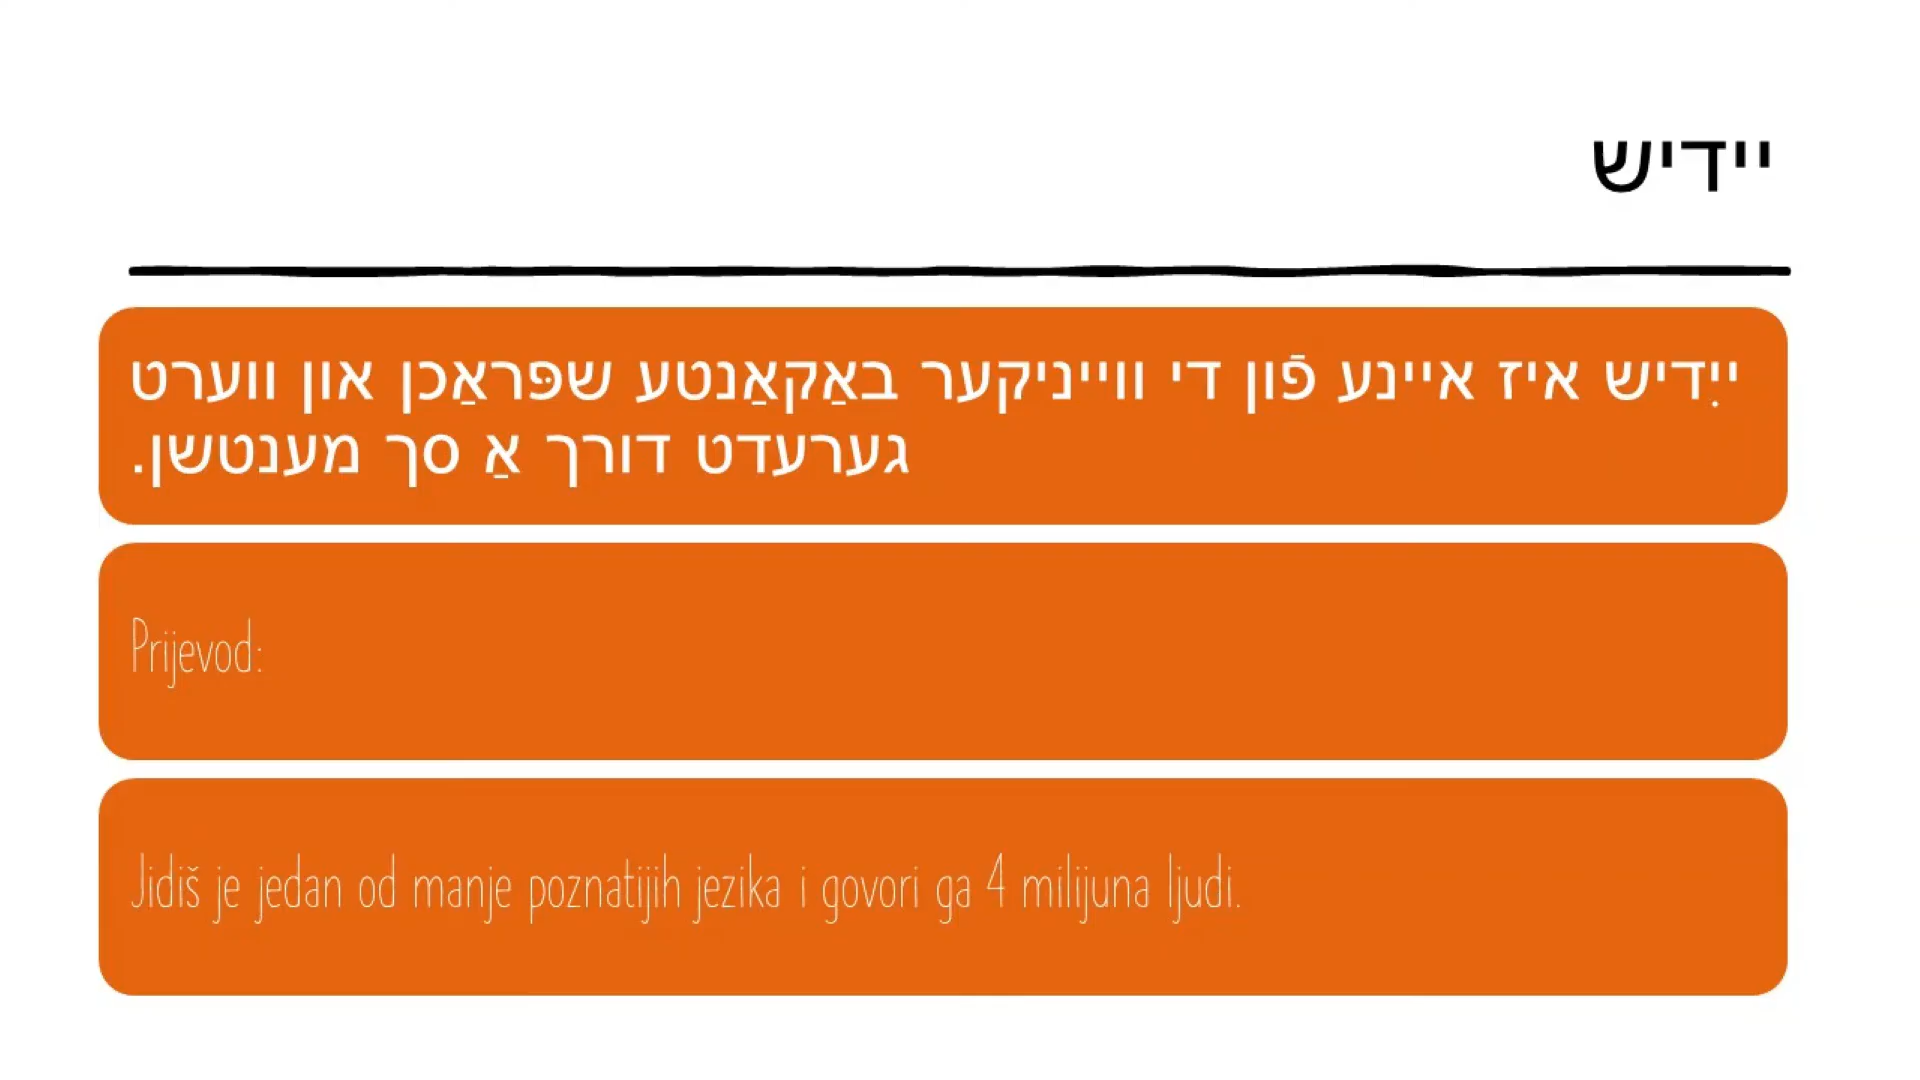 יידיש
ייִדיש איז איינע פֿון די ווייניקער באַקאַנטע שפּראַכן און ווערט
גערעדט דורך אַ סך מענטשן.
Prijevod:
Jidiš je jedan od manje poznatijih jezika i govori ga 4 milijuna ljudi.